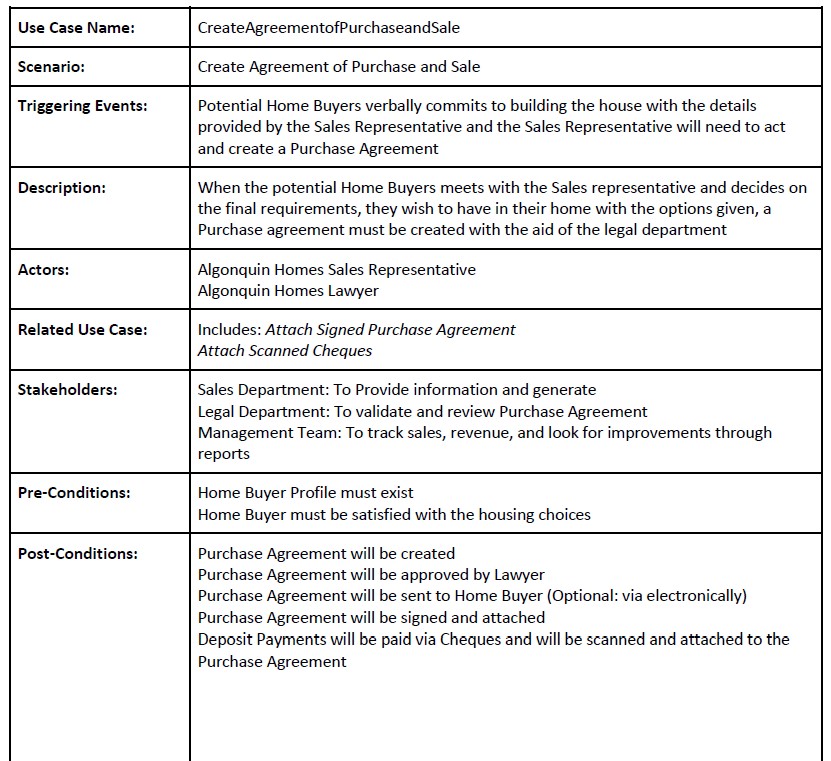 Use Case Name: CreateAgreementofPurchaseandSale
Scenario: Create Agreement of Purchase and Sale
Triggering Events: Potential Home Buyers verbally commits to building the house with the details
provided by the Sales Representative and the Sales Representative will need to act
and create a Purchase Agreement
Description: When the potential Home Buyers meets with the Sales representative and decides on
the final requirements, they wish to have in their home with the options given, a
Purchase agreement must be created with the aid of the legal department
Actors: Algonquin Homes Sales Representative
Algonquin Homes Lawyer
Related Use Case: Includes: Attach Signed Purchase Agreement
Attach Scanned Cheques
Stakeholders: Sales Department: To Provide information and generate
Legal Department: To validate and review Purchase Agreement
Management Team: To track sales, revenue, and look for improvements through
reports
Pre-Conditions: Home Buyer Profile must exist
Home Buyer must be satisfied with the housing choices
Post-Conditions: Purchase Agreement will be created
Purchase Agreement will be approved by Lawyer
Purchase Agreement will be sent to Home Buyer (Optional: via electronically)
Purchase Agreement will be signed and attached
Deposit Payments will be paid via Cheques and will be scanned and attached to the
Purchase Agreement